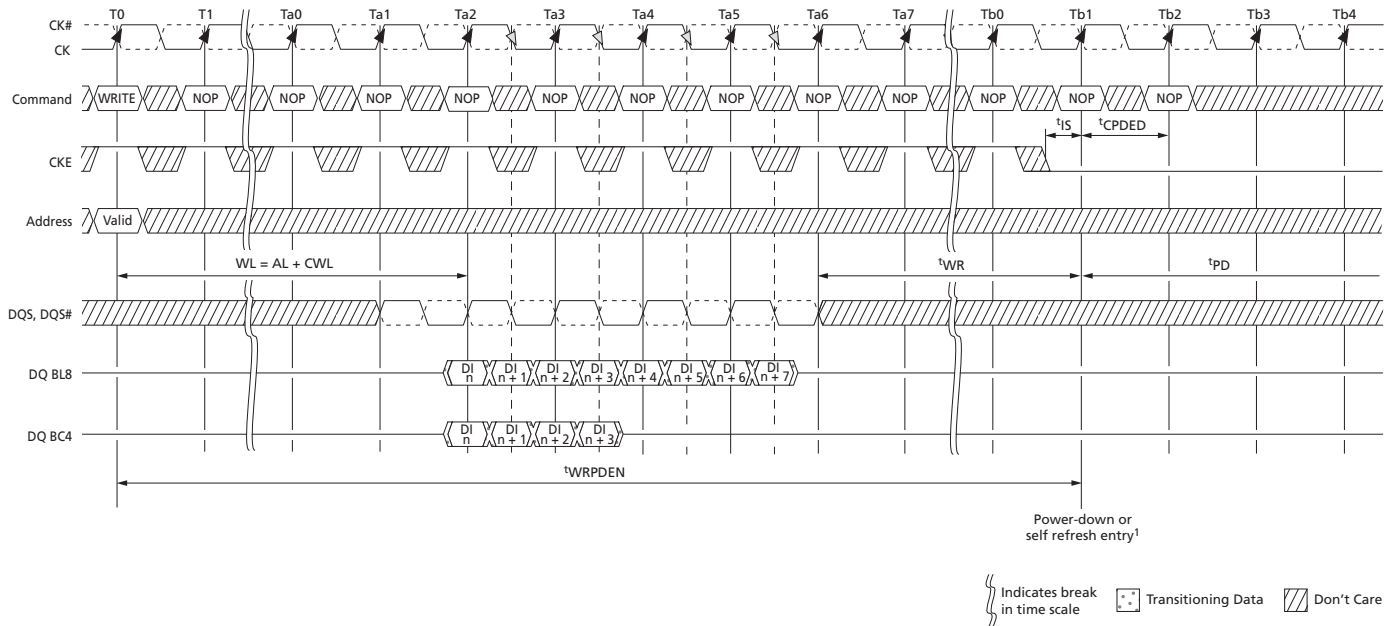 T0 T1 Ta0 Ta1 Ta2 Ta3 Ta4 Ta5 Ta6 Ta7 Tb0 Tb1 Tb2 Tb3 Tb4
CK#
CK
Command WRITE NOP NOP NOP NOP NOP NOP NOP NOP NOP NOP NOP NOP
tIS tCPDED
CKE
Address Valid
WL = AL + CWL tWR tPD
DQS, DQS#
DQ BL8 DI n DI n + 1 DI n + 2 DI n + 3 DI n + 4 DI n + 5 DI n + 6 DI n + 7
DQ BC4 DI n DI n + 1 DI n + 2 DI n + 3
tWRPDEN
Power-down or
self refresh entry1
Indicates break
in time scale
Transitioning Data
Don't Care